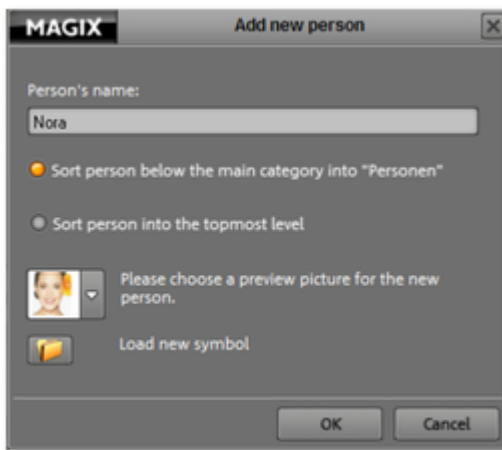 MAGIX
Add new person
Person's name:
Nora
Sort person below the main category into "Personen"
Sort person into the topmost level
Please choose a preview picture for the new
person.
Load new symbol
OK
Cancel